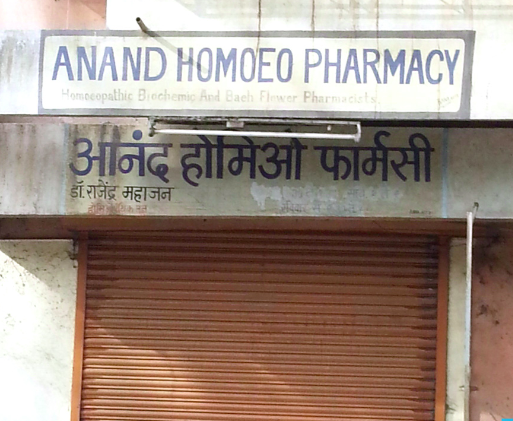 ANAND HOMOEO PHARMACY
Homoeopathic Biochemic And Bach Flower Pharmacists.
आनंद होमिओ फार्मसी
डॉ. राजेंद्र महाजन